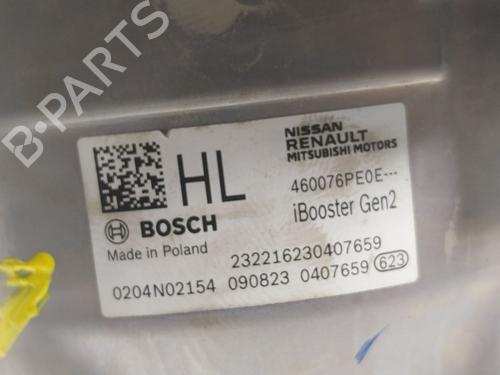 B-PARTS
HL
NISSAN
RENAULT
MITSUBISHI MOTORS
460076PE0E---
iBooster Gen2
BOSCH
Made in Poland
232216230407659
0204N02154 090823 0407659 623